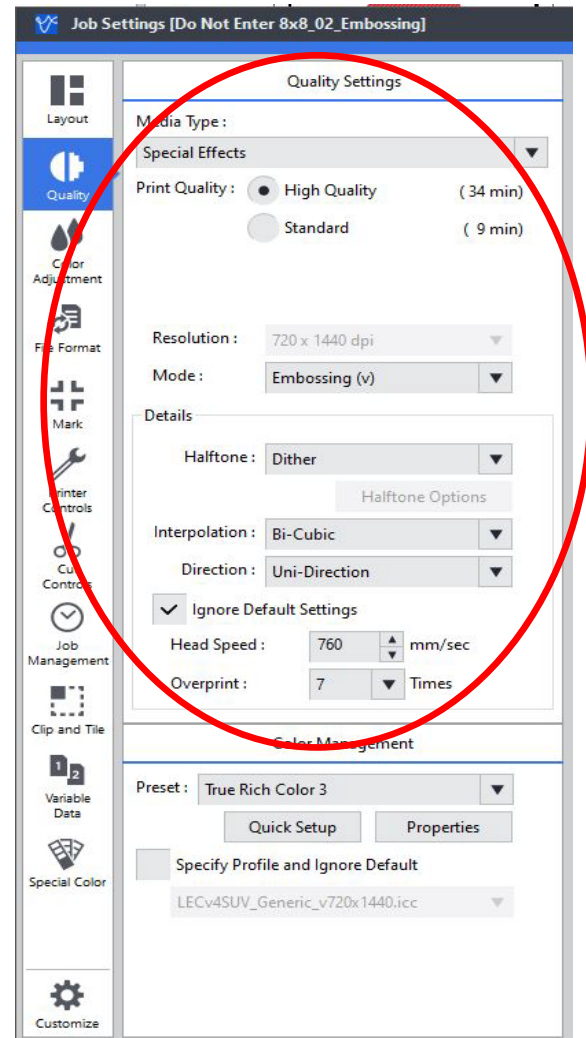 Job Settings [Do Not Enter 8x8_02_Embossing]
Layout
Quality
Color
Adjustment
File Format
Mark
Printer
Controls
Cut
Controls
Job
Management
Clip and Tile
Variable
Data
Special Color
Customize
Quality Settings
Media Type :
Special Effects
Print Quality : High Quality ( 34 min)
Standard ( 9 min)
Resolution : 720 x 1440 dpi
Mode : Embossing (v)
Details
Halftone : Dither
Halftone Options
Interpolation : Bi-Cubic
Direction : Uni-Direction
Ignore Default Settings
Head Speed : 760 mm/sec
Overprint : 7 Times
Color Management
Preset : True Rich Color 3
Quick Setup Properties
Specify Profile and Ignore Default
LECv4SUV_Generic_v720x1440.icc